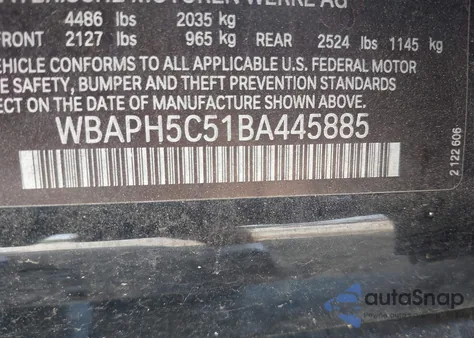 4486 lbs 2035 kg
FRONT 2127 lbs 965 kg REAR 2524 lbs 1145 kg
VEHICLE CONFORMS TO ALL APPLICABLE U.S. FEDERAL MOTOR
SAFETY, BUMPER AND THEFT PREVENTION STANDARDS
EFFECT ON THE DATE OF MANUFACTURE SHOWN ABOVE.
WBAPH5C51BA445885
2 122 606
autoSnap